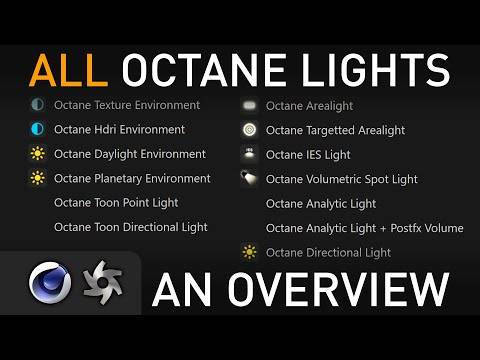 ALL OCTANE LIGHTS
Octane Texture Environment
Octane Hdri Environment
Octane Daylight Environment
Octane Planetary Environment
Octane Toon Point Light
Octane Toon Directional Light
Octane Arealight
Octane Targetted Arealight
IES
Octane IES Light
Octane Volumetric Spot Light
Octane Analytic Light
Octane Analytic Light + Postfx Volume
Octane Directional Light
AN OVERVIEW